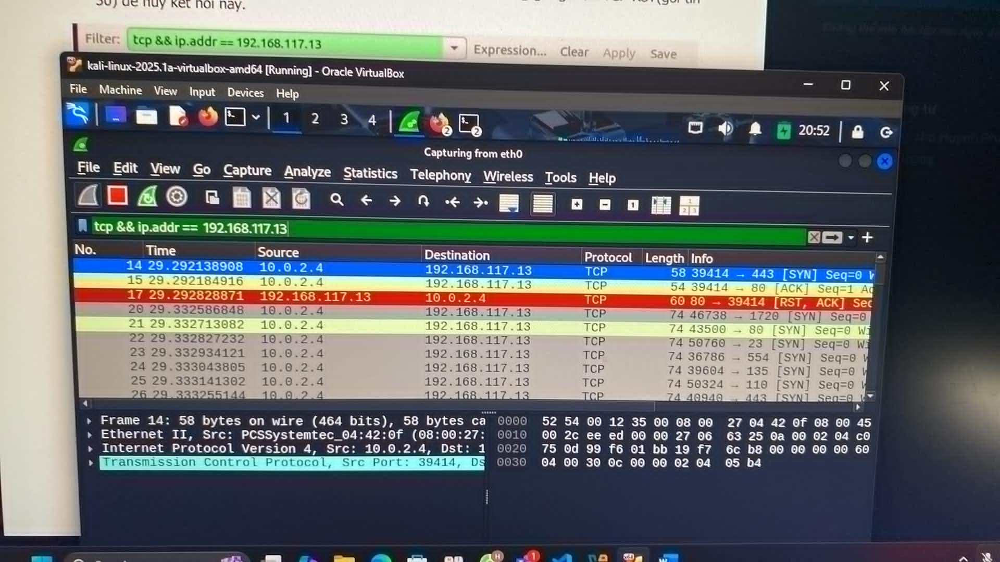 để hủy kết nối này.
Filter: tcp && ip.addr == 192.168.117.13 Expression... Clear Apply Save
kali-linux-2025.1a-virtualbox-amd64 [Running] - Oracle VirtualBox
File Machine View Input Devices Help
1 2 3 4 2 2 20:52
Capturing from eth0
File Edit View Go Capture Analyze Statistics Telephony Wireless Tools Help
tcp && ip.addr == 192.168.117.13
No. Time Source Destination Protocol Length Info
14 29.292138908 10.0.2.4 192.168.117.13 TCP 58 39414 → 443 [SYN] Seq=0 W
15 29.292184916 10.0.2.4 192.168.117.13 TCP 54 39414 → 80 [ACK] Seq=1 Ac
17 29.292828871 192.168.117.13 10.0.2.4 TCP 60 80 → 39414 [RST, ACK] Sec
20 29.332586848 10.0.2.4 192.168.117.13 TCP 74 46738 → 1720 [SYN] Seq=0
21 29.332713082 10.0.2.4 192.168.117.13 TCP 74 43500 → 80 [SYN] Seq=0 Wi
22 29.332827232 10.0.2.4 192.168.117.13 TCP 74 50760 → 23 [SYN] Seq=0 Wi
23 29.332934121 10.0.2.4 192.168.117.13 TCP 74 36786 → 554 [SYN] Seq=0 W
24 29.333043805 10.0.2.4 192.168.117.13 TCP 74 39604 → 135 [SYN] Seq=0 W
25 29.333141302 10.0.2.4 192.168.117.13 TCP 74 50324 → 110 [SYN] Seq=0 W
26 29.333255144 10.0.2.4 192.168.117.13 TCP 74 40940 → 443 [SYN] Seq=0 W
Frame 14: 58 bytes on wire (464 bits), 58 bytes ca
Ethernet II, Src: PCSSystemtec_04:42:0f (08:00:27:
Internet Protocol Version 4, Src: 10.0.2.4, Dst: 1
Transmission Control Protocol, Src Port: 39414, Ds
0000 52 54 00 12 35 00 08 00 27 04 42 0f 08 00 45
0010 00 2c ee ed 00 00 27 06 63 25 0a 00 02 04 c0
0020 75 0d 99 f6 01 bb 19 f7 6c b8 00 00 00 00 60
0030 04 00 30 0c 00 00 02 04 05 b4